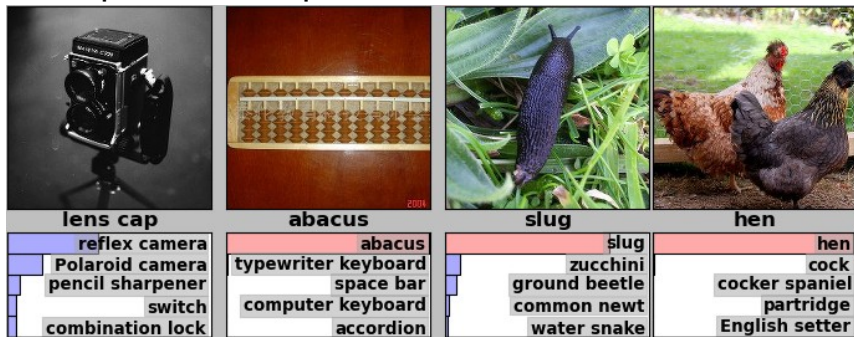 2004
lens cap
abacus
slug
hen
reflex camera
Polaroid camera
pencil sharpener
switch
combination lock
abacus
typewriter keyboard
space bar
computer keyboard
accordion
slug
zucchini
ground beetle
common newt
water snake
hen
cock
cocker spaniel
partridge
English setter